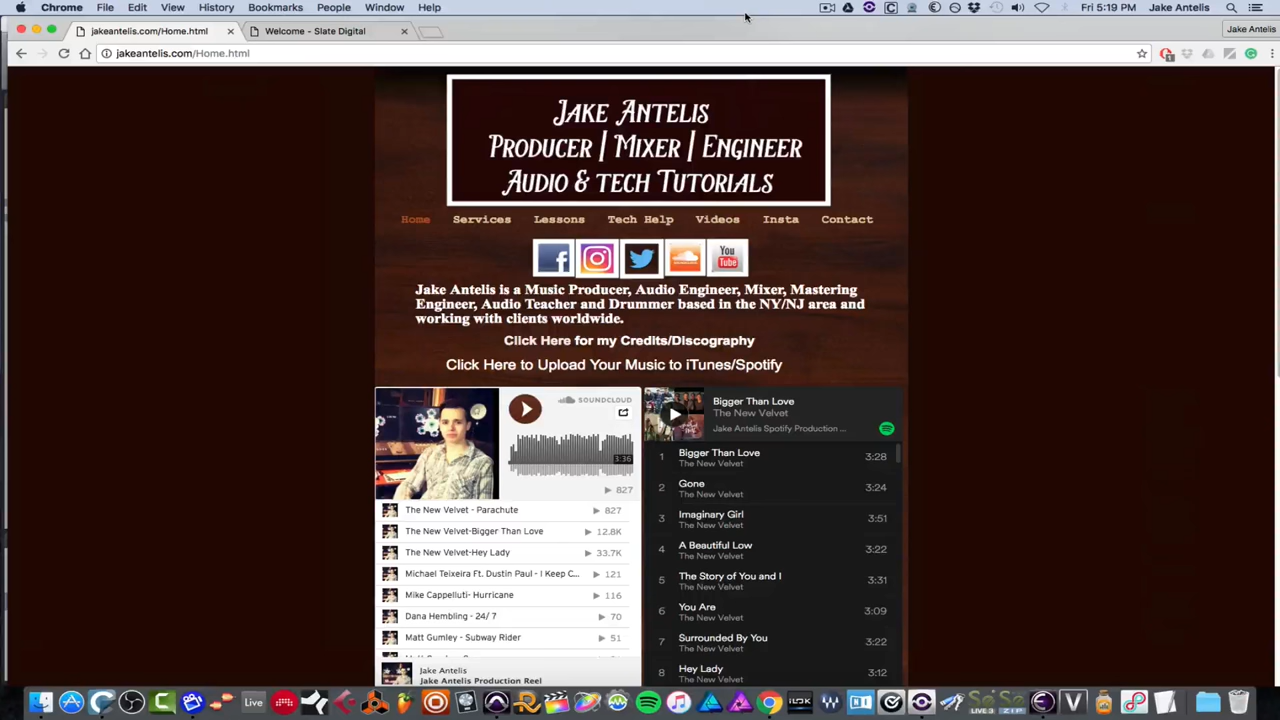 Chrome File Edit View History Bookmarks People Window Help Fri 5:19 PM Jake Antelis
jakeantelis.com/Home.html Welcome - Slate Digital Jake Antelis
jakeantelis.com/Home.html
Jake Antelis
Producer | Mixer | Engineer
Audio & tech Tutorials
Home Services Lessons Tech Help Videos Insta Contact
You
Tube
Jake Antelis is a Music Producer, Audio Engineer, Mixer, Mastering
Engineer, Audio Teacher and Drummer based in the NY/NJ area and
working with clients worldwide.
Click Here for my Credits/Discography
Click Here to Upload Your Music to iTunes/Spotify
SOUNDCLOUD
3:36
827
The New Velvet - Parachute 827
The New Velvet-Bigger Than Love 12.8K
The New Velvet-Hey Lady 33.7K
Michael Teixeira Ft. Dustin Paul - I Keep C... 121
Mike Cappelluti- Hurricane 116
Dana Hembling - 24/ 7 70
Matt Gumley - Subway Rider 51
Jake Antelis
Jake Antelis Production Reel
Bigger Than Love
The New Velvet
Jake Antelis Spotify Production ...
1 Bigger Than Love 3:28
The New Velvet
2 Gone 3:24
The New Velvet
3 Imaginary Girl 3:51
The New Velvet
4 A Beautiful Low 3:22
The New Velvet
5 The Story of You and I 3:31
The New Velvet
6 You Are 3:09
The New Velvet
7 Surrounded By You 3:22
The New Velvet
8 Hey Lady 3:12
The New Velvet
Live
iLOK
LIVE 3
ZIP